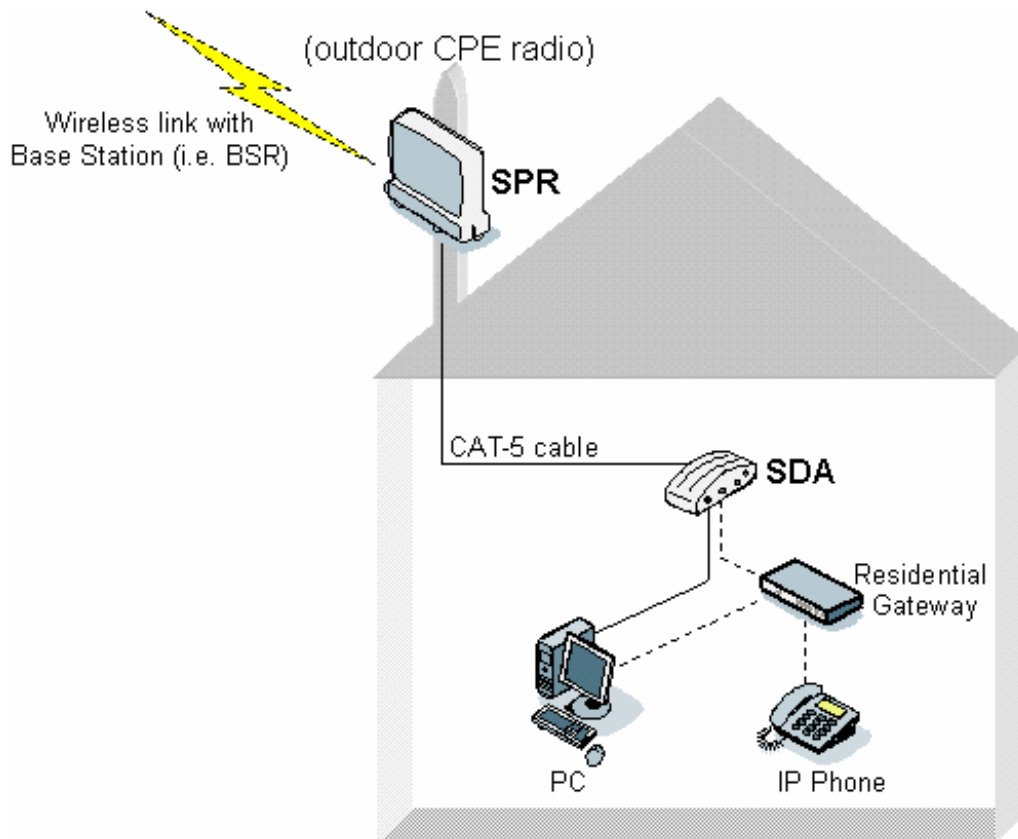 (outdoor CPE radio)
Wireless link with
Base Station (i.e. BSR)
SPR
CAT-5 cable
SDA
Residential
Gateway
PC
IP Phone